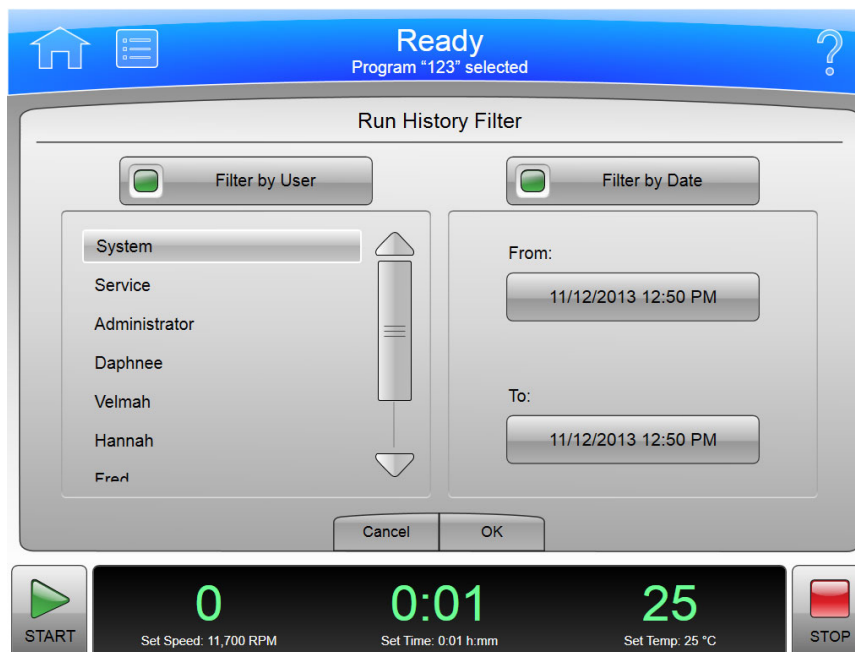 Ready
Program “123” selected
Run History Filter
Filter by User
Filter by Date
System
Service
Administrator
Daphnee
Velmah
Hannah
Fred
From:
11/12/2013 12:50 PM
To:
11/12/2013 12:50 PM
Cancel
OK
START
0
Set Speed: 11,700 RPM
0:01
Set Time: 0:01 h:mm
25
Set Temp: 25 °C
STOP